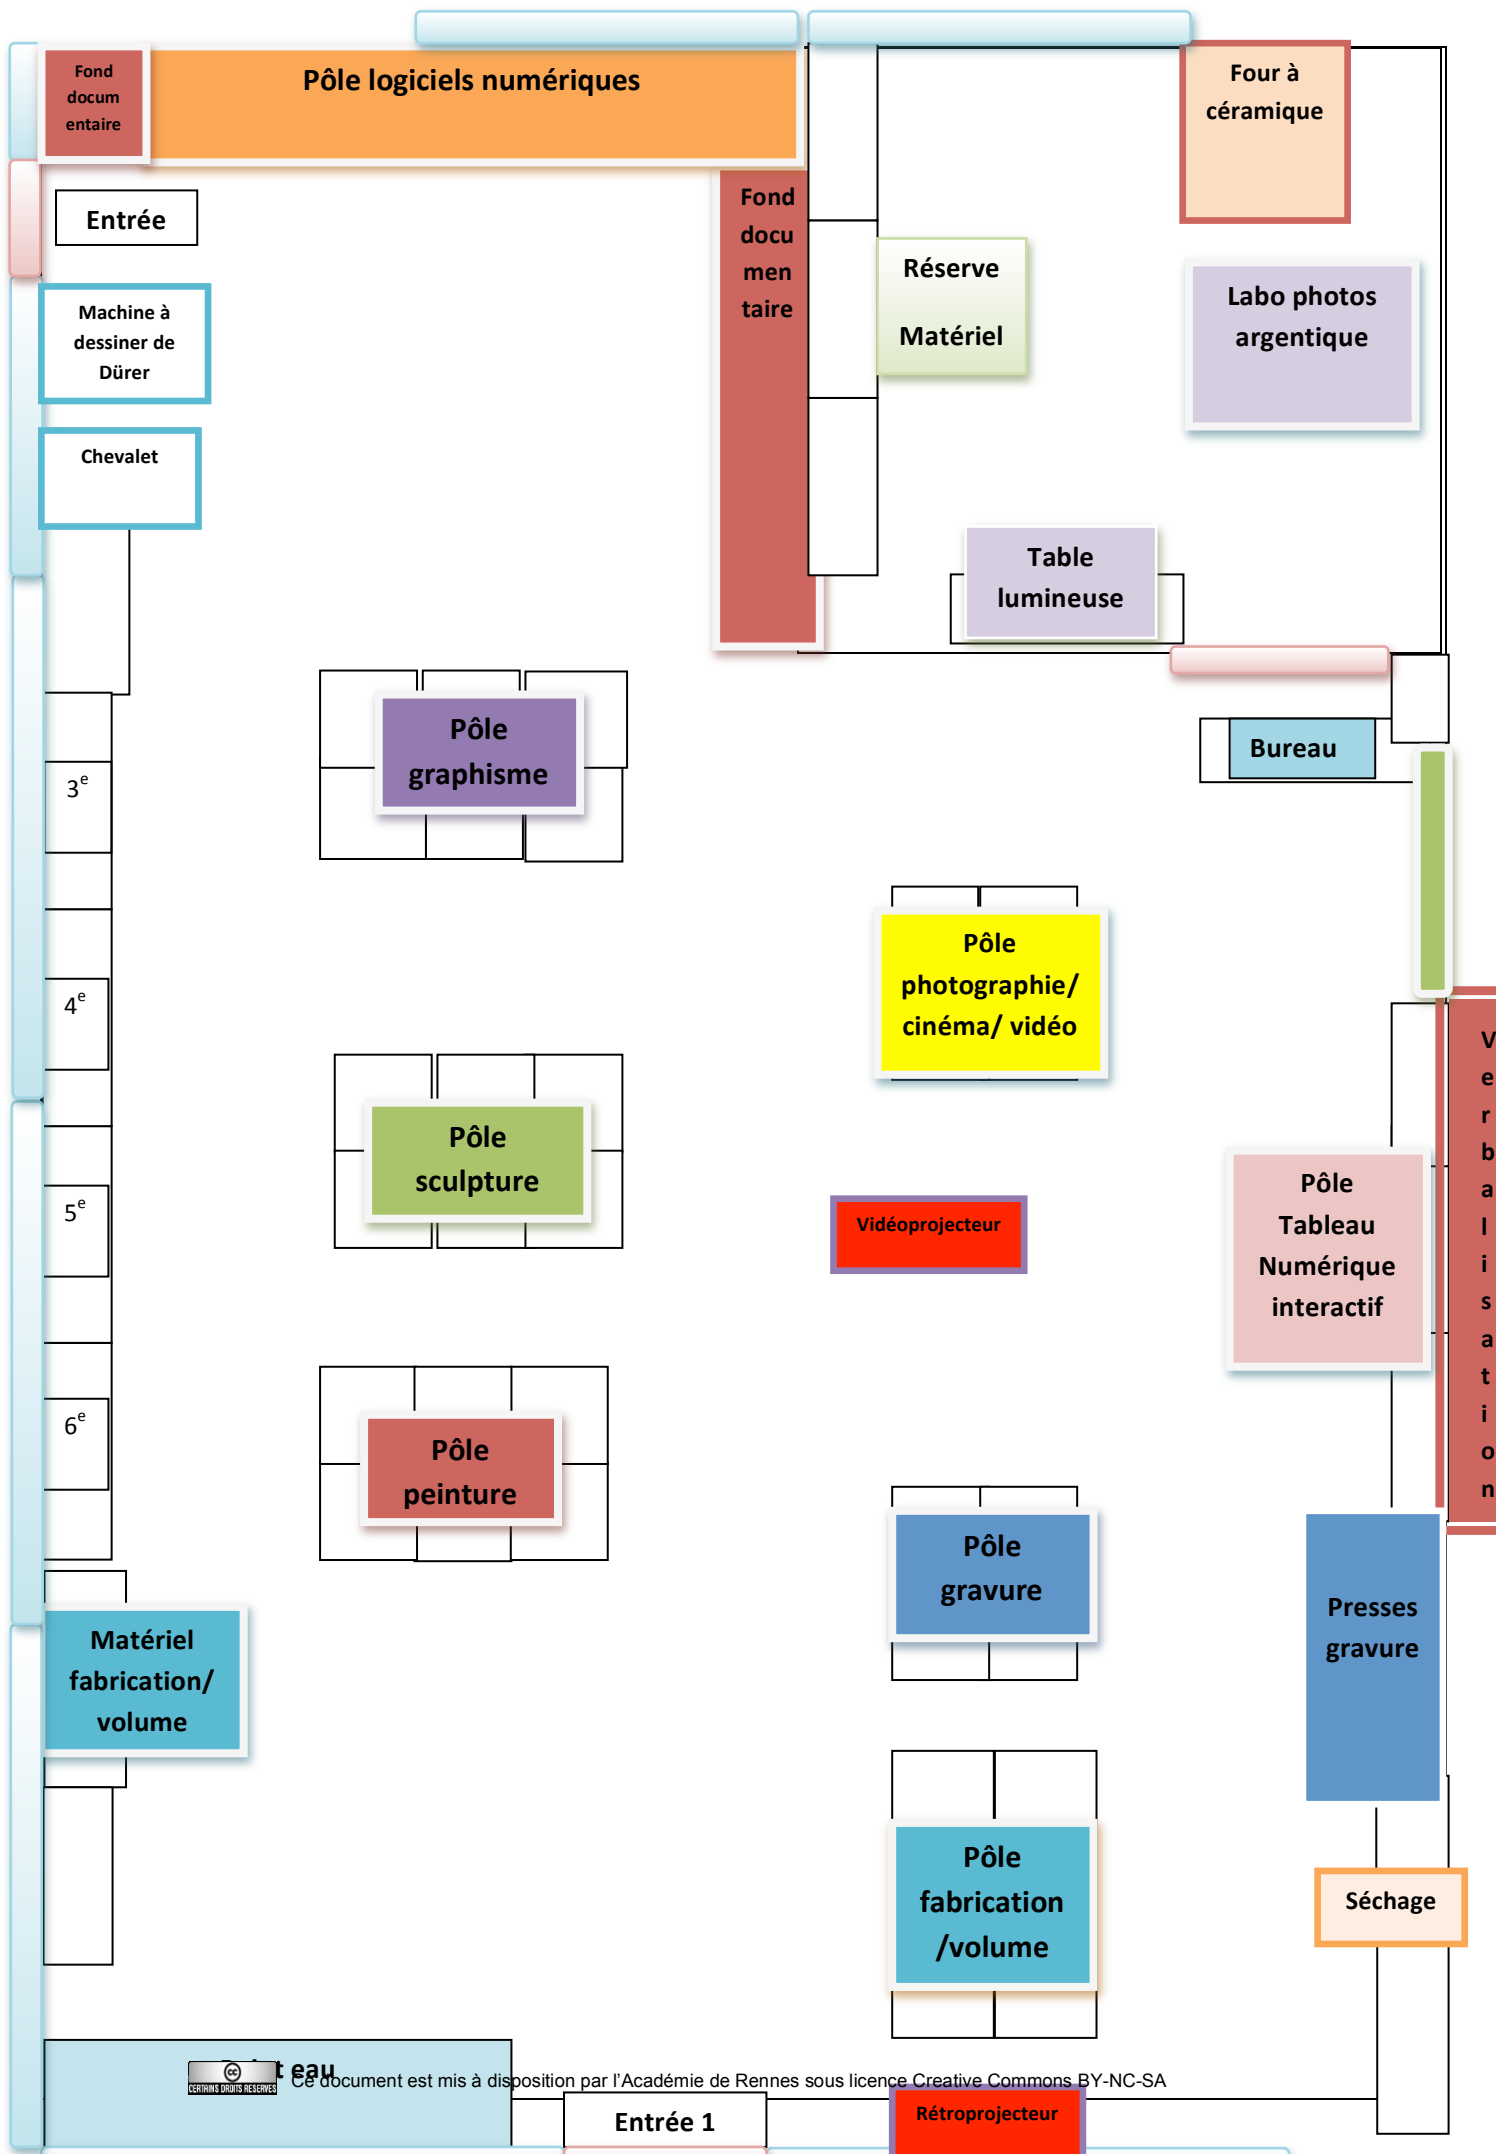 Fond
docum
entaire
Pôle logiciels numériques
Four à
céramique
Entrée
Fond
docu
men
taire
Réserve
Matériel
Labo photos
argentique
Machine à
dessiner de
Dürer
Chevalet
Table
lumineuse
Pôle
graphisme
Bureau
3e
Pôle
photographie/
cinéma/ vidéo
4e
V
e
r
b
a
l
i
s
a
t
i
o
n
Pôle
sculpture
Pôle
Tableau
Numérique
interactif
5e
Vidéoprojecteur
6e
Pôle
peinture
Pôle
gravure
Presses
gravure
Matériel
fabrication/
volume
Pôle
fabrication
/volume
Séchage
eau
CERTAINS DROITS RESERVES
Ce document est mis à disposition par l'Académie de Rennes sous licence Creative Commons BY-NC-SA
Entrée 1
Rétroprojecteur